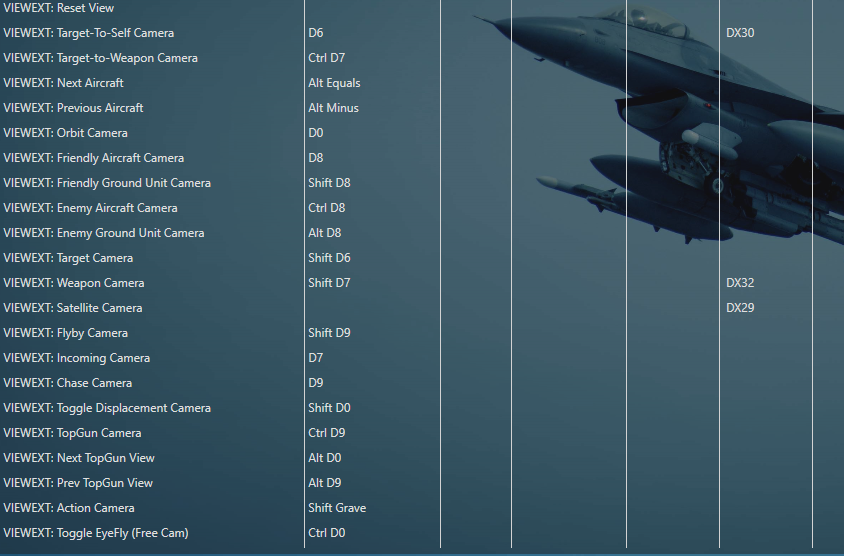 VIEWEXT: Reset View
VIEWEXT: Target-To-Self Camera D6 DX30
VIEWEXT: Target-to-Weapon Camera Ctrl D7
VIEWEXT: Next Aircraft Alt Equals
VIEWEXT: Previous Aircraft Alt Minus
VIEWEXT: Orbit Camera D0
VIEWEXT: Friendly Aircraft Camera D8
VIEWEXT: Friendly Ground Unit Camera Shift D8
VIEWEXT: Enemy Aircraft Camera Ctrl D8
VIEWEXT: Enemy Ground Unit Camera Alt D8
VIEWEXT: Target Camera Shift D6
VIEWEXT: Weapon Camera Shift D7 DX32
VIEWEXT: Satellite Camera DX29
VIEWEXT: Flyby Camera Shift D9
VIEWEXT: Incoming Camera D7
VIEWEXT: Chase Camera D9
VIEWEXT: Toggle Displacement Camera Shift D0
VIEWEXT: TopGun Camera Ctrl D9
VIEWEXT: Next TopGun View Alt D0
VIEWEXT: Prev TopGun View Alt D9
VIEWEXT: Action Camera Shift Grave
VIEWEXT: Toggle EyeFly (Free Cam) Ctrl D0